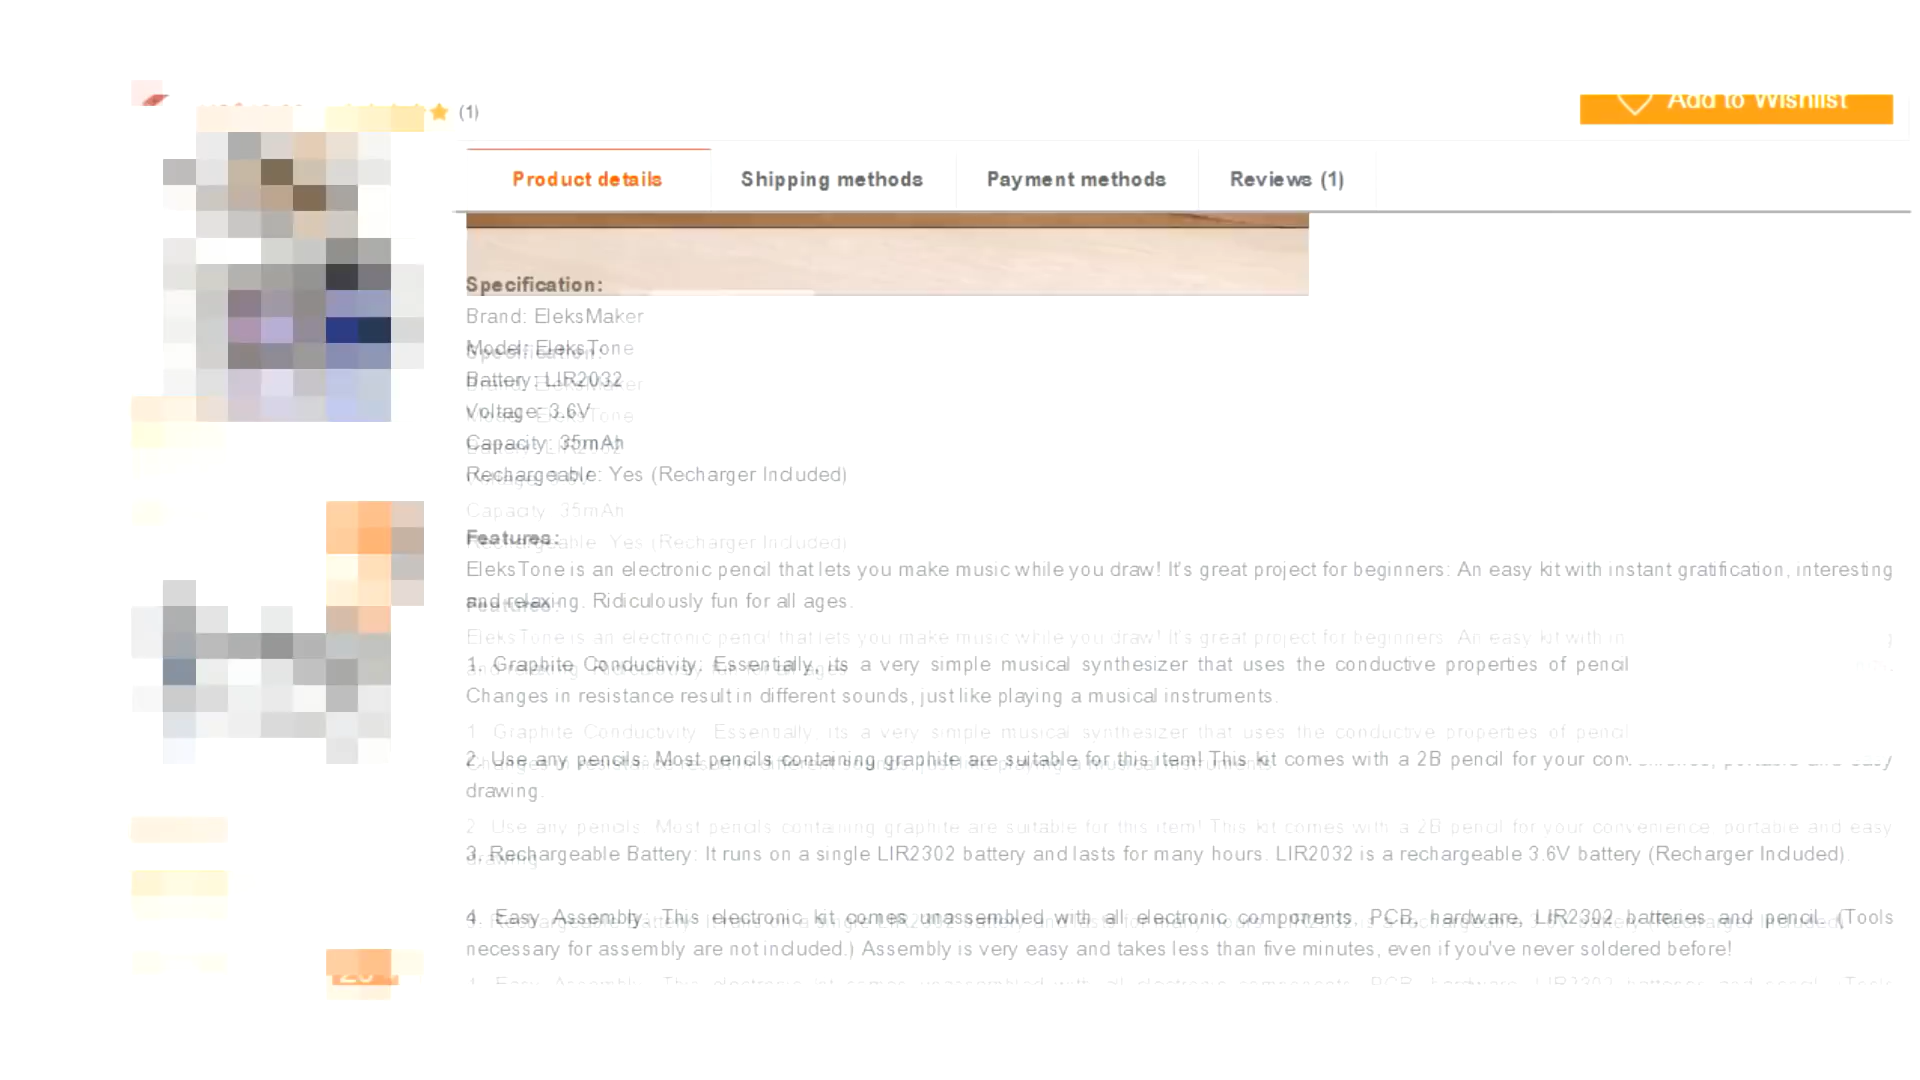 (1)
Add to Wishlist
Product details
Shipping methods
Payment methods
Reviews (1)
Specification:
Brand: EleksMaker
Model: EleksTone
Battery: LIR2032
Voltage: 3.6V
Capacity: 35mAh
Rechargeable: Yes (Recharger Included)
Features:
EleksTone is an electronic pencil that lets you make music while you draw! It's great project for beginners: An easy kit with instant gratification, interesting
and relaxing. Ridiculously fun for all ages.
1. Graphite Conductivity: Essentially, its a very simple musical synthesizer that uses the conductive properties of pencil
Changes in resistance result in different sounds, just like playing a musical instruments.
2. Use any pencils: Most pencils containing graphite are suitable for this item! This kit comes with a 2B pencil for your convenience, portable and easy
drawing.
3. Rechargeable Battery: It runs on a single LIR2302 battery and lasts for many hours. LIR2032 is a rechargeable 3.6V battery (Recharger Included).
4. Easy Assembly: This electronic kit comes unassembled with all electronic components, PCB, hardware, LIR2302 batteries and pencil. (Tools
necessary for assembly are not included.) Assembly is very easy and takes less than five minutes, even if you've never soldered before!